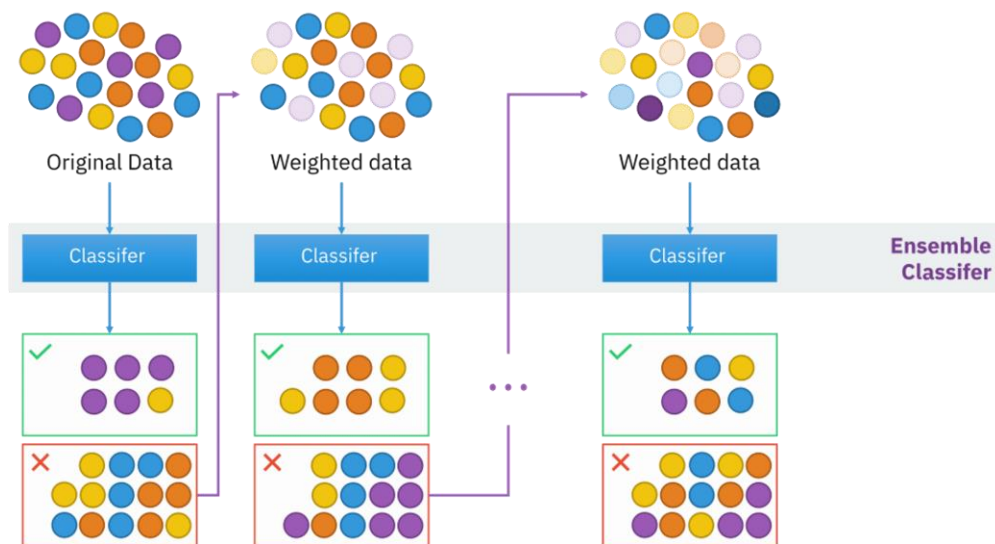 Original Data
Weighted data
Weighted data
Classifer
Classifer
Classifer
Ensemble
Classifer
...